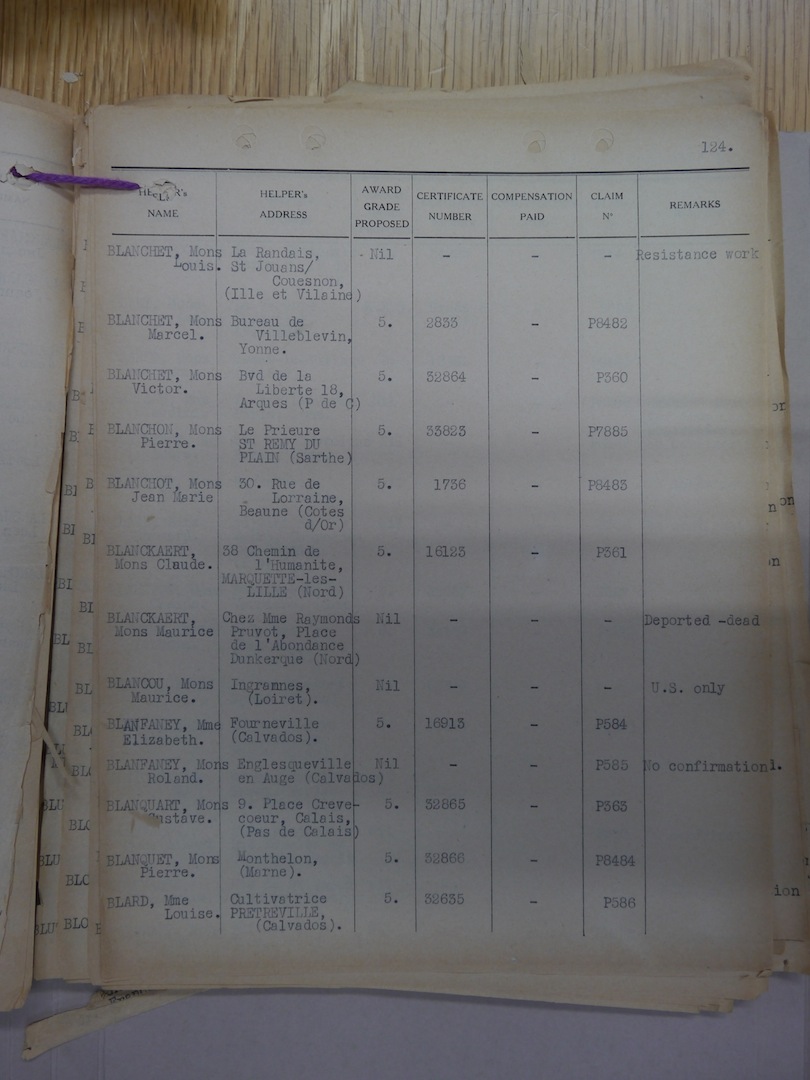 124.
HELPER's NAME | HELPER's ADDRESS | AWARD GRADE PROPOSED | CERTIFICATE NUMBER | COMPENSATION PAID | CLAIM N° | REMARKS
BLANCHET, Mons La Randais, - Nil - - - Resistance work
Louis. St Jouans/
Couesnon,
(Ille et Vilaine)
BLANCHET, Mons Bureau de 5. 2833 - P8482
Marcel. Villeblevin,
Yonne.
BLANCHET, Mons Bvd de la 5. 32864 - P360
Victor. Liberte 18,
Arques (P de C)
BLANCHON, Mons Le Prieure 5. 33823 - P7885
Pierre. ST REMY DU
PLAIN (Sarthe)
BLANCHOT, Mons 30. Rue de 5. 1736 - P8483
Jean Marie Lorraine,
Beaune (Cotes
d/Or)
BLANCKAERT, 38 Chemin de 5. 16123 - P361
Mons Claude. l'Humanite,
MARQUETTE-les-
LILLE (Nord)
BLANCKAERT, Chez Mme Raymonds Nil - - - Deported -dead
Mons Maurice Pruvot, Place
de l'Abondance
Dunkerque (Nord)
BLANCOU, Mons Ingrannes, Nil - - - U.S. only
Maurice. (Loiret).
BLANFANEY, Mme Fourneville 5. 16913 - P584
Elizabeth. (Calvados).
BLANFANEY, Mons Englesqueville Nil - - P585 No confirmation.
Roland. en Auge (Calvados)
BLANQUART, Mons 9. Place Creve- 5. 32865 - P363
Gustave. coeur, Calais,
(Pas de Calais)
BLANQUET, Mons Monthelon, 5. 32866 - P8484
Pierre. (Marne).
BLARD, Mme Cultivatrice 5. 32635 - P586
Louise. PRETREVILLE,
(Calvados).